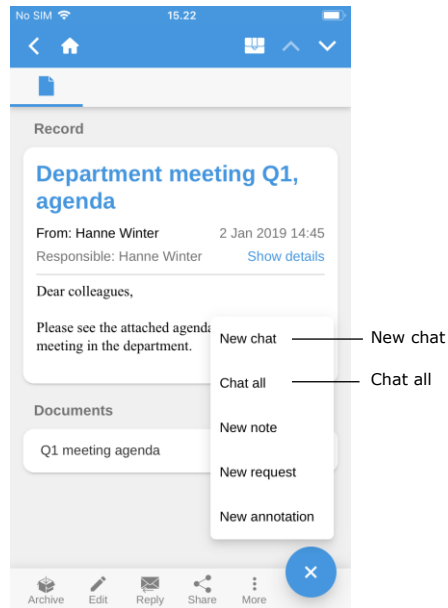 No SIM 15.22
Record
Department meeting Q1,
agenda
From: Hanne Winter 2 Jan 2019 14:45
Responsible: Hanne Winter Show details
Dear colleagues,
Please see the attached agenda
meeting in the department.
New chat New chat
Chat all Chat all
Documents
New note
Q1 meeting agenda
New request
New annotation
Archive Edit Reply Share More